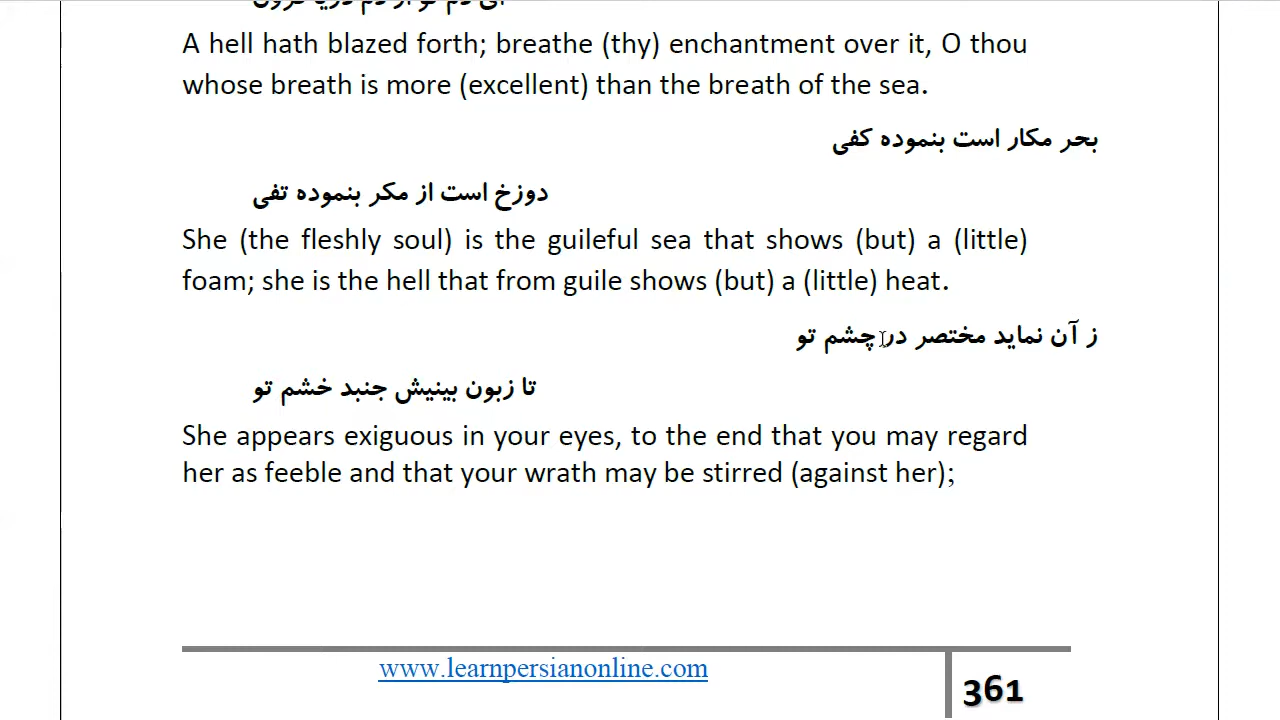 A hell hath blazed forth; breathe (thy) enchantment over it, O thou
whose breath is more (excellent) than the breath of the sea.
بحر مکار است بنموده کفی
دوزخ است از مکر بنموده تفی
She (the fleshly soul) is the guileful sea that shows (but) a (little)
foam; she is the hell that from guile shows (but) a (little) heat.
ز آن نماید مختصر در چشم تو
تا زبون بینیش جنبد خشم تو
She appears exiguous in your eyes, to the end that you may regard
her as feeble and that your wrath may be stirred (against her);
www.learnpersianonline.com
361